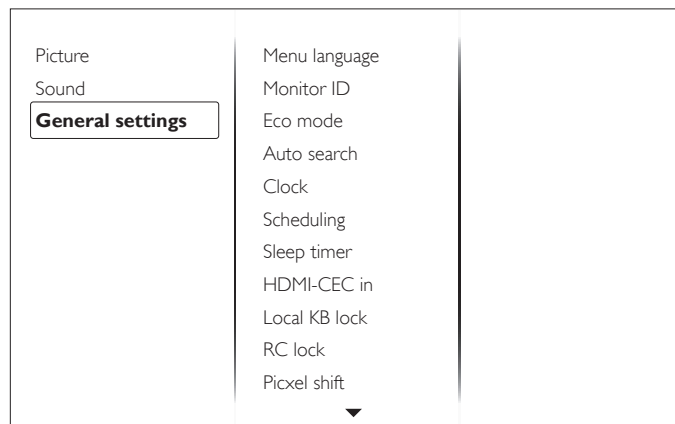 Picture
Sound
General settings
Menu language
Monitor ID
Eco mode
Auto search
Clock
Scheduling
Sleep timer
HDMI-CEC in
Local KB lock
RC lock
Picxel shift